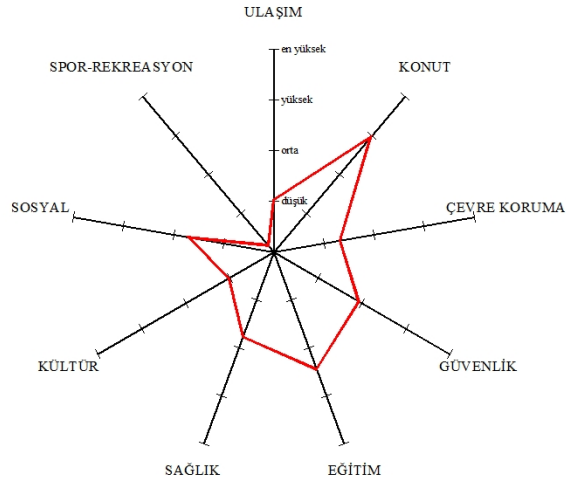 ULAŞIM
en yüksek
SPOR-REKREASYON
KONUT
yüksek
orta
düşük
SOSYAL
ÇEVRE KORUMA
KÜLTÜR
GÜVENLİK
SAĞLIK
EĞİTİM